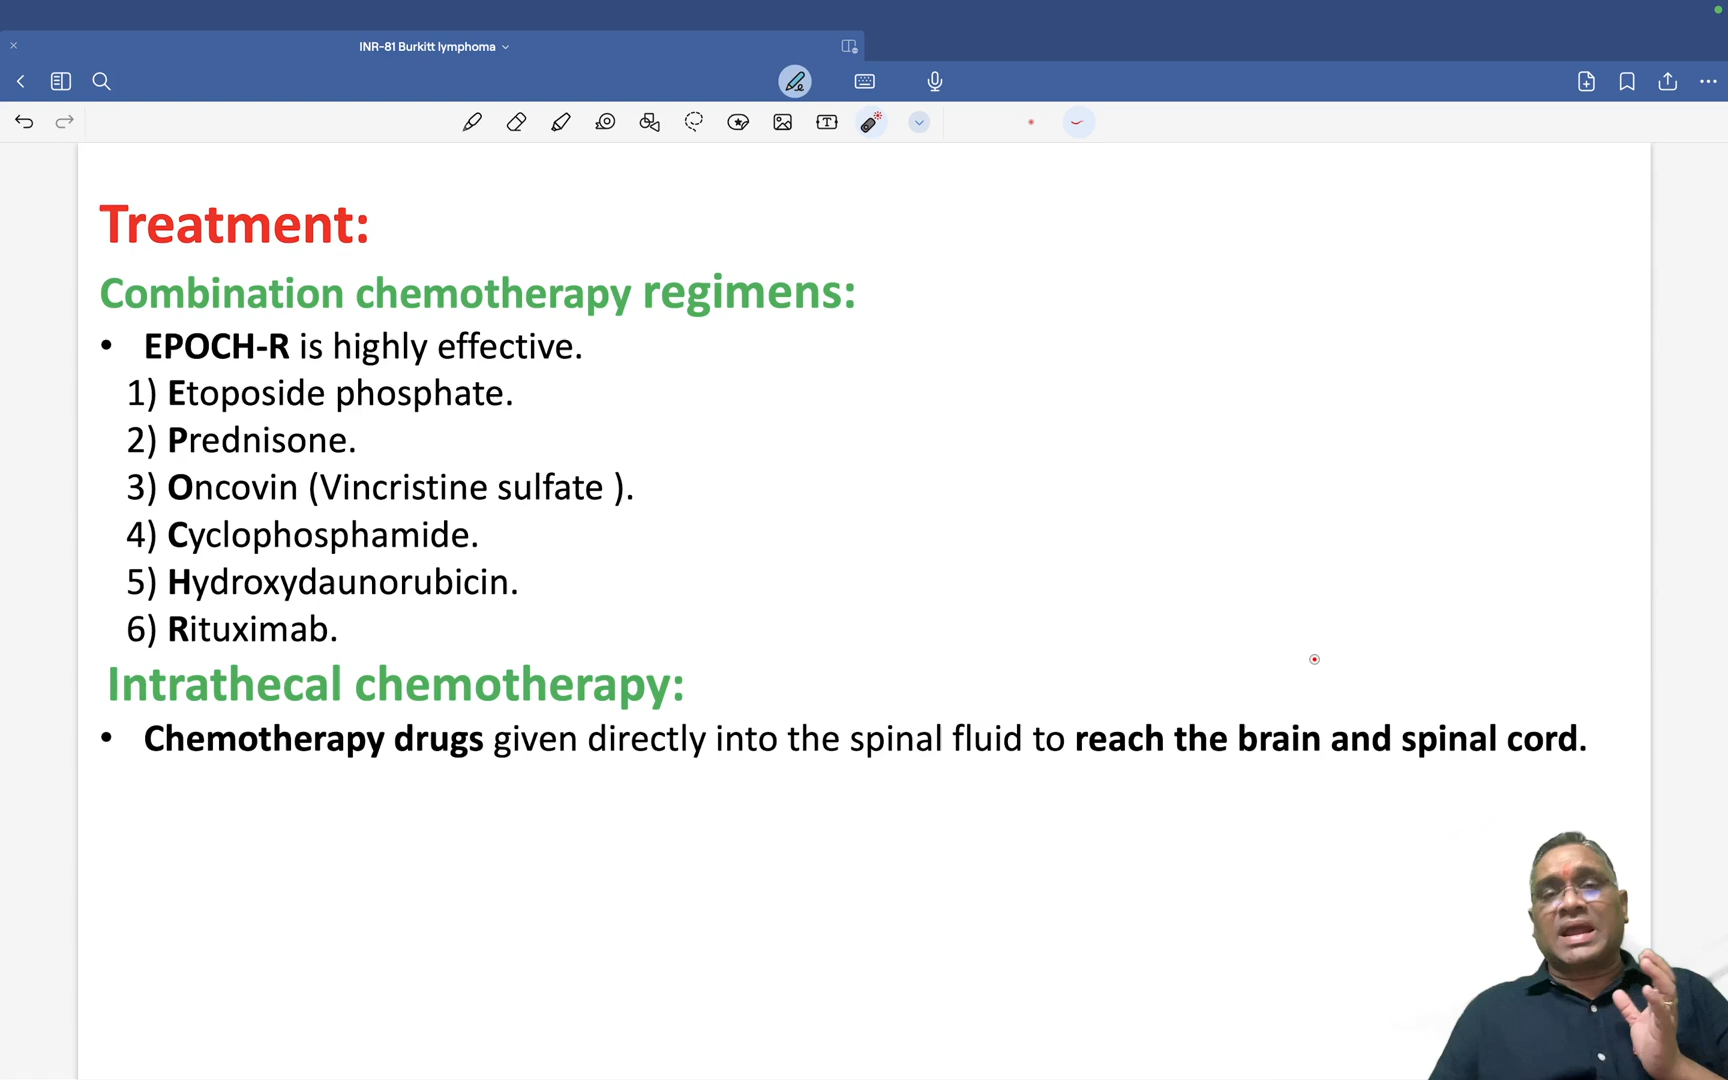 INR-81 Burkitt lymphoma
Treatment:
Combination chemotherapy regimens:
• EPOCH-R is highly effective.
1) Etoposide phosphate.
2) Prednisone.
3) Oncovin (Vincristine sulfate ).
4) Cyclophosphamide.
5) Hydroxydaunorubicin.
6) Rituximab.
Intrathecal chemotherapy:
• Chemotherapy drugs given directly into the spinal fluid to reach the brain and spinal cord.